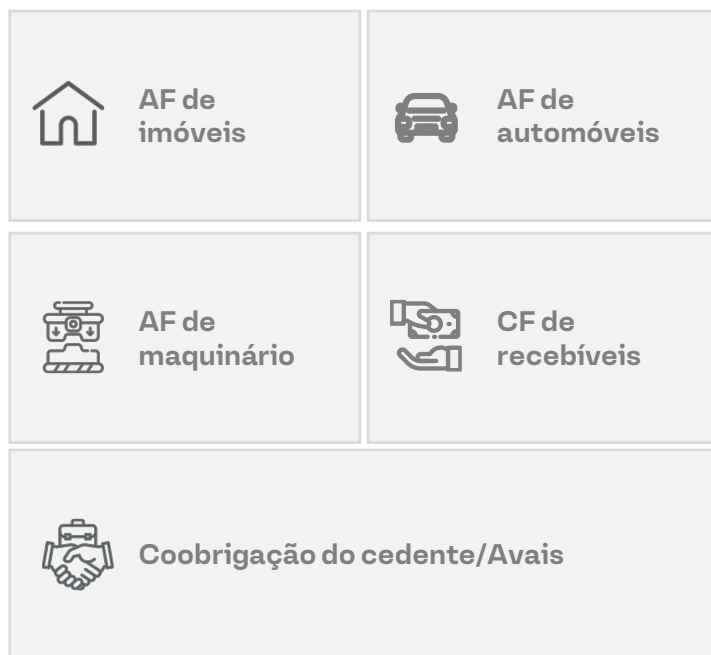 AF de
imóveis
AF de
automóveis
AF de
maquinário
CF de
recebíveis
Coobrigação do cedente/Avais